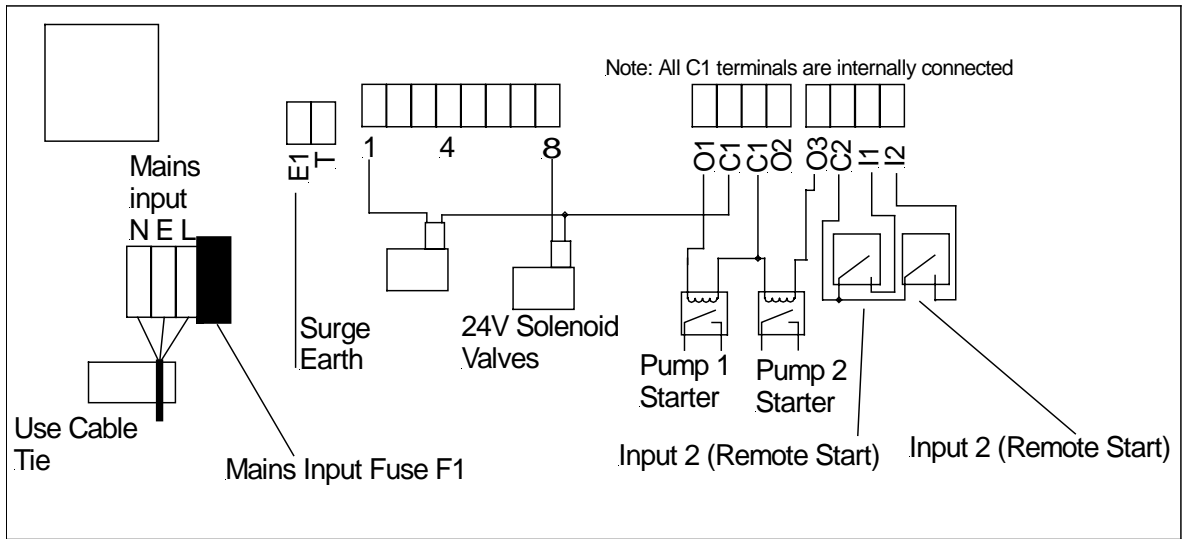 Note: All C1 terminals are internally connected
E1
T
1
4
8
O1
C1
C1
O2
O3
C2
I1
I2
Mains
input
N E L
Surge
Earth
24V Solenoid
Valves
Pump 1
Starter
Pump 2
Starter
Use Cable
Tie
Mains Input Fuse F1
Input 2 (Remote Start)
Input 2 (Remote Start)